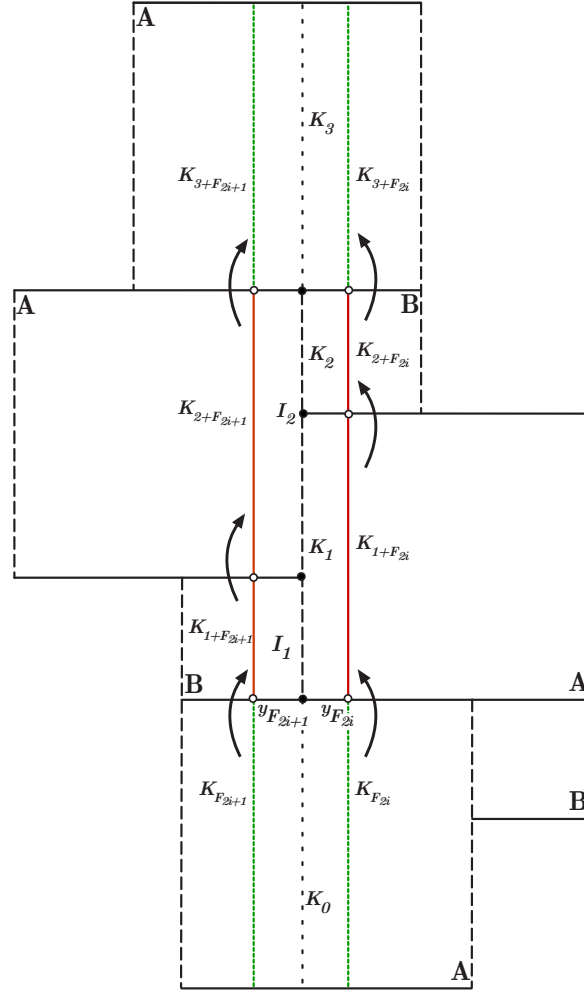 A
K_3
K_{3+F_{2i+1}} K_{3+F_{2i}}
A B
K_2 K_{2+F_{2i}}
K_{2+F_{2i+1}} I_2
K_1 K_{1+F_{2i}}
K_{1+F_{2i+1}} I_1
B A
y_{F_{2i+1}} y_{F_{2i}}
K_{F_{2i+1}} K_{F_{2i}}
B
K_0
A